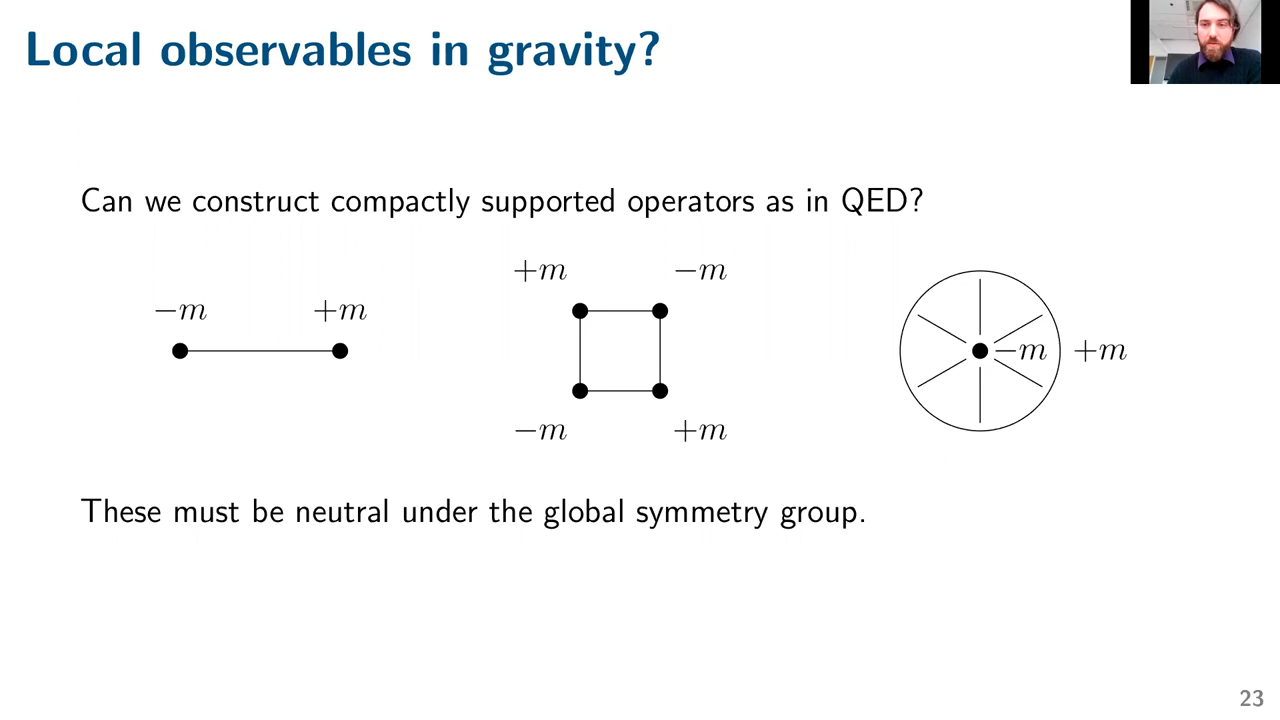 Local observables in gravity?
Can we construct compactly supported operators as in QED?
−m +m
+m −m
−m +m
−m +m
These must be neutral under the global symmetry group.
23